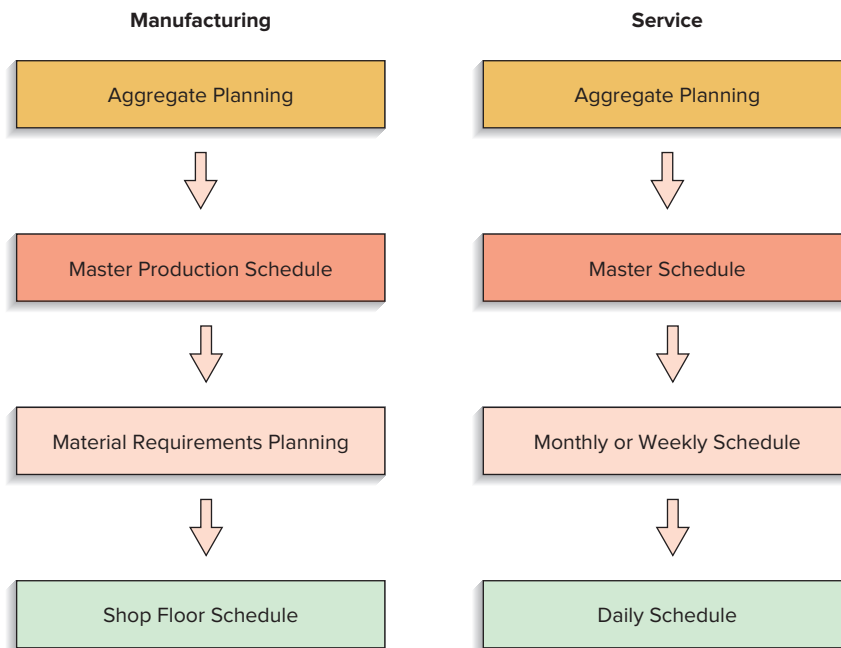 Manufacturing
Service
Aggregate Planning
Aggregate Planning
Master Production Schedule
Master Schedule
Material Requirements Planning
Monthly or Weekly Schedule
Shop Floor Schedule
Daily Schedule